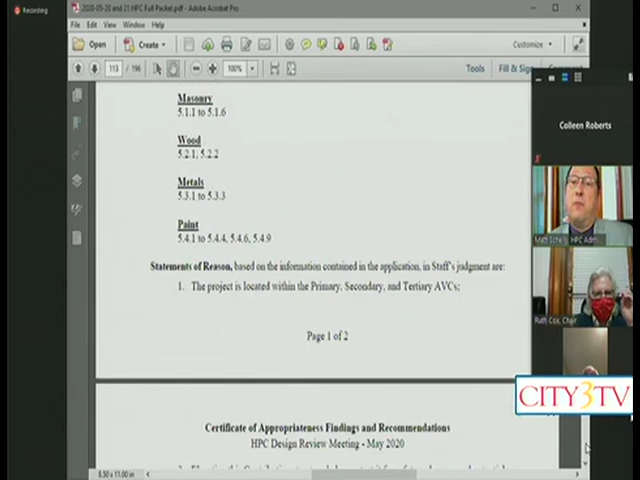 Recording
2020-05-20 and 21 HPC Full Packet.pdf - Adobe Acrobat Pro
File Edit View Window Help
Open
Create
Customize
113 / 196
100%
Tools
Fill & Sign
Comment
Masonry
5.1.1 to 5.1.6
Wood
5.2.1, 5.2.2
Metals
5.3.1 to 5.3.3
Paint
5.4.1 to 5.4.4, 5.4.6, 5.4.9
Statements of Reason, based on the information contained in the application, in Staff's judgment are:
1. The project is located within the Primary, Secondary, and Tertiary AVCs;
Page 1 of 2
Certificate of Appropriateness Findings and Recommendations
HPC Design Review Meeting - May 2020
8.50 x 11.00 in
Colleen Roberts
Ruth Cox, Chair
CITY3TV